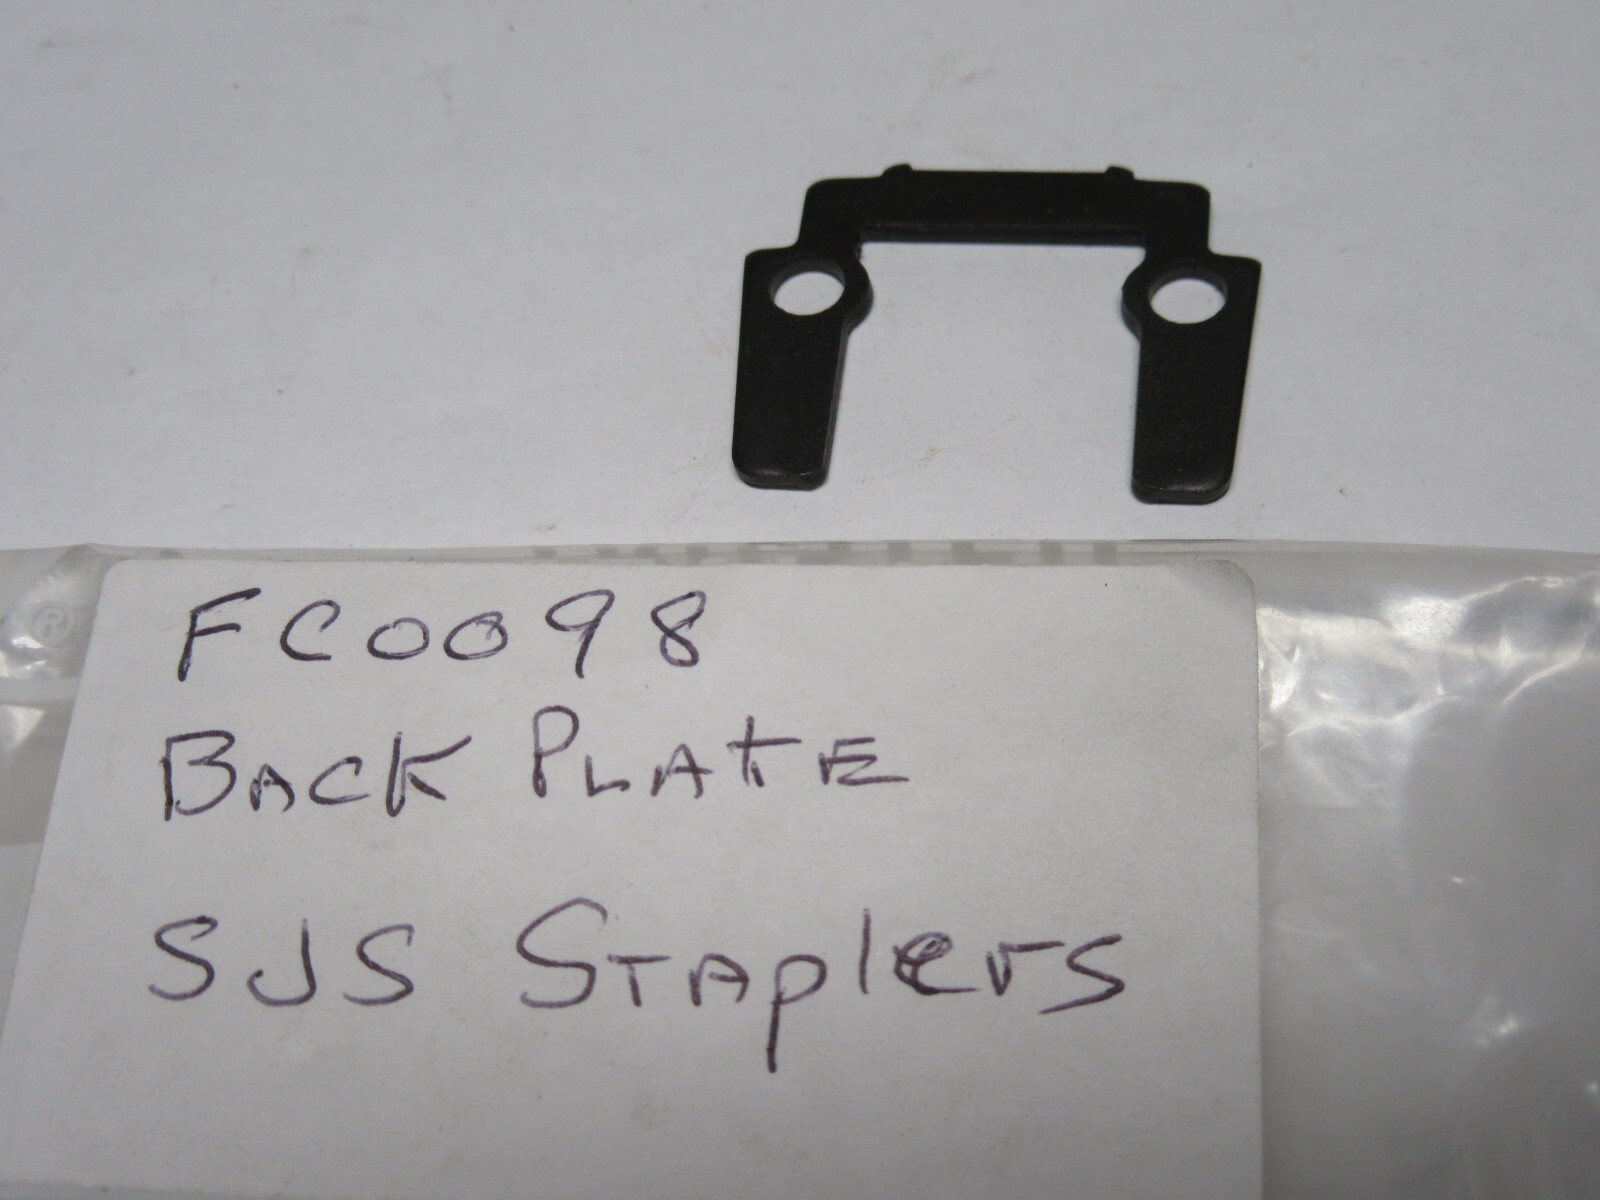 FC0098
BACK PLATE
SJS STAplers
®